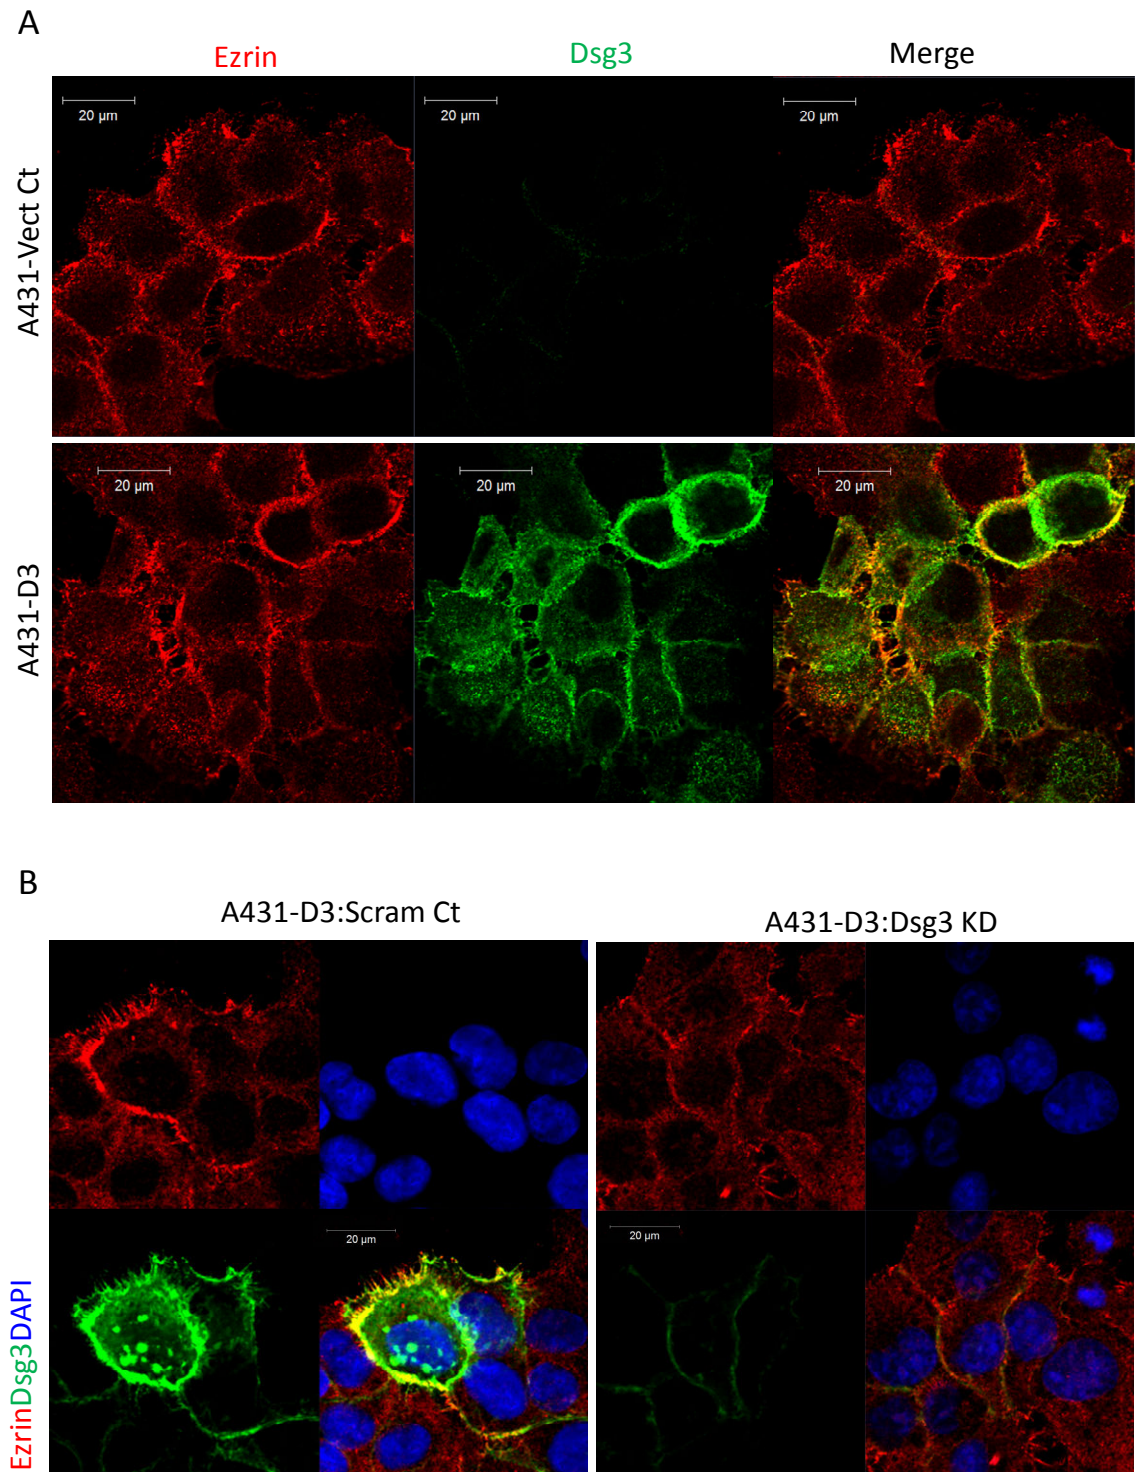 A
Ezrin Dsg3 Merge
A431-Vect Ct
20 µm 20 µm 20 µm
A431-D3
20 µm 20 µm 20 µm
B
A431-D3:Scram Ct A431-D3:Dsg3 KD
EzrinDsg3DAPI
20 µm 20 µm